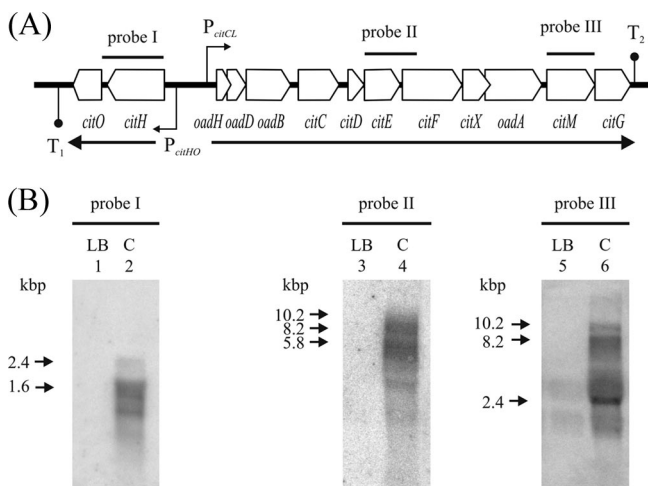 (A)
probe I probe II probe III
P citCL
T2
citO citH oadH oadD oadB citC citD citE citF citX oadA citM citG
T1
P citHO
(B)
probe I probe II probe III
LB C LB C LB C
1 2 3 4 5 6
kbp kbp kbp
2.4
1.6
10.2
8.2
5.8
10.2
8.2
2.4